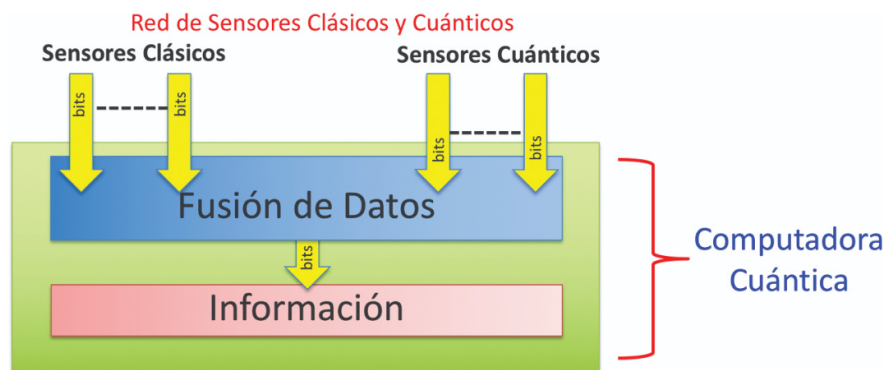 Red de Sensores Clásicos y Cuánticos
Sensores Clásicos
Sensores Cuánticos
bits
bits
bits
bits
Fusión de Datos
bits
Información
Computadora
Cuántica